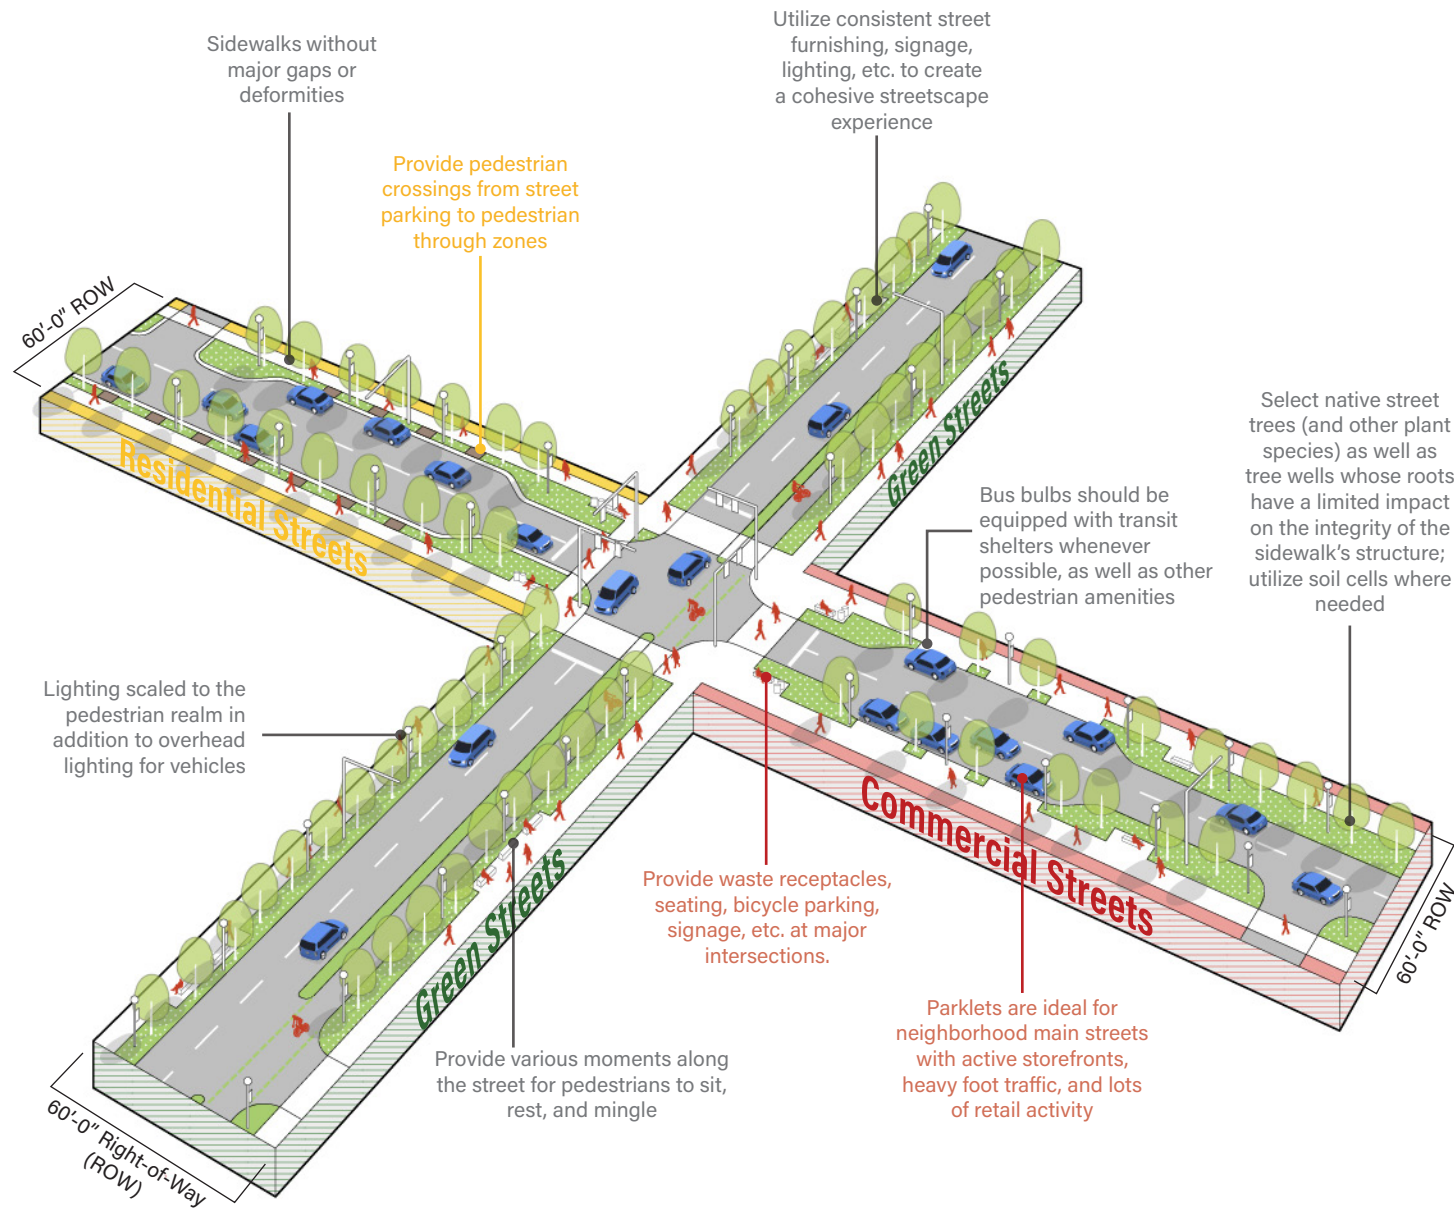 Utilize consistent street
furnishing, signage,
lighting, etc. to create
a cohesive streetscape
experience
Sidewalks without
major gaps or
deformities
Provide pedestrian
crossings from street
parking to pedestrian
through zones
60'-0" ROW
Residential Streets
Green Streets
Select native street
trees (and other plant
species) as well as
tree wells whose roots
have a limited impact
on the integrity of the
sidewalk's structure;
utilize soil cells where
needed
Bus bulbs should be
equipped with transit
shelters whenever
possible, as well as other
pedestrian amenities
Lighting scaled to the
pedestrian realm in
addition to overhead
lighting for vehicles
Commercial Streets
Provide waste receptacles,
seating, bicycle parking,
signage, etc. at major
intersections.
60'-0" ROW
Green Streets
Parklets are ideal for
neighborhood main streets
with active storefronts,
heavy foot traffic, and lots
of retail activity
Provide various moments along
the street for pedestrians to sit,
rest, and mingle
60'-0" Right-of-Way
(ROW)